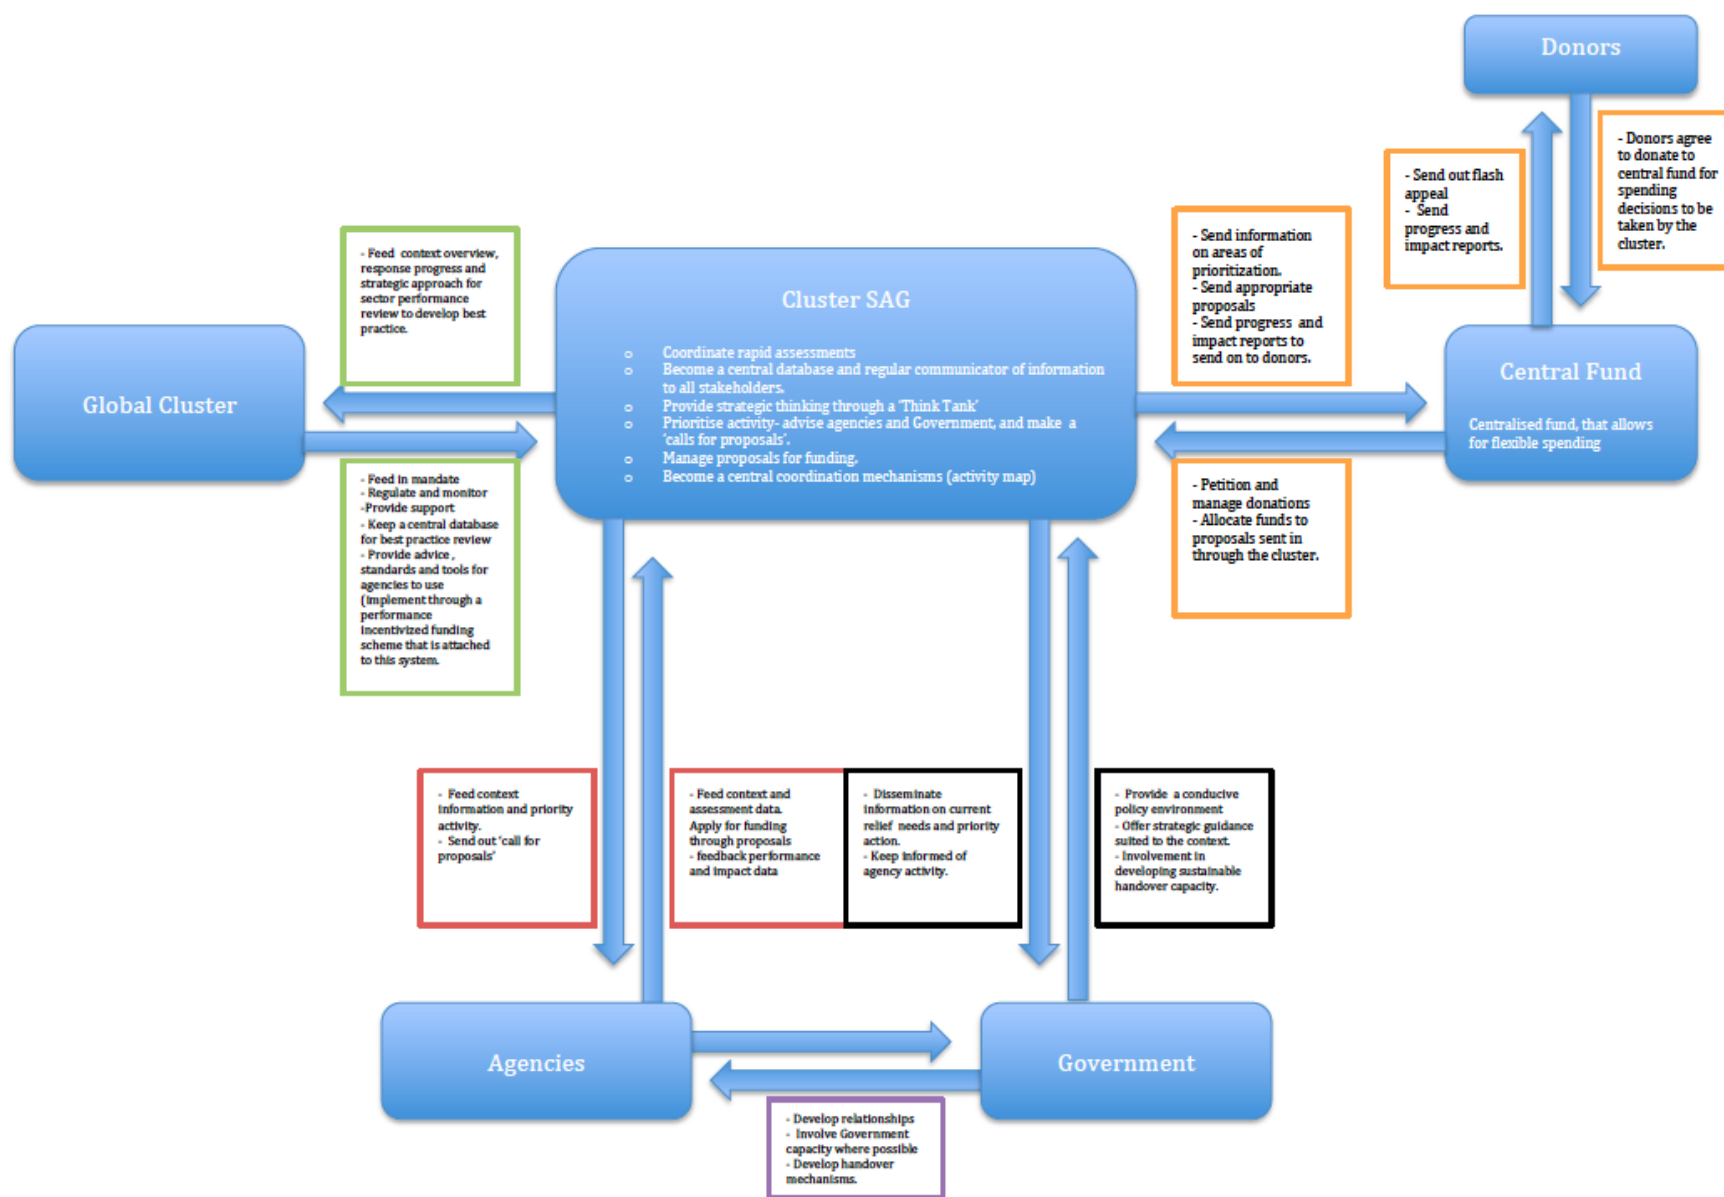 Donors
- Donors agree
to donate to
central fund for
spending
decisions to be
taken by the
cluster.
- Send out flash
appeal
- Send
progress and
impact reports.
- Send information
on areas of
prioritization.
- Send appropriate
proposals
- Send progress and
impact reports to
send on to donors.
- Feed context overview,
response progress and
strategic approach for
sector performance
review to develop best
practice.
Cluster SAG
o Coordinate rapid assessments
o Become a central database and regular communicator of information
to all stakeholders.
o Provide strategic thinking through a 'Think Tank'
o Prioritise activity- advise agencies and Government, and make a
'calls for proposals'.
o Manage proposals for funding.
o Become a central coordination mechanisms (activity map)
Global Cluster
Central Fund
Centralised fund, that allows
for flexible spending
- Feed in mandate
- Regulate and monitor
-Provide support
- Keep a central database
for best practice review
- Provide advice ,
standards and tools for
agencies to use
(implement through a
performance
incentivized funding
scheme that is attached
to this system.
- Petition and
manage donations
- Allocate funds to
proposals sent in
through the cluster.
- Feed context
information and priority
activity.
- Send out 'call for
proposals'
- Feed context and
assessment data.
Apply for funding
through proposals
- feedback performance
and impact data
- Disseminate
information on current
relief needs and priority
action.
- Keep informed of
agency activity.
- Provide a conducive
policy environment
- Offer strategic guidance
suited to the context.
- Involvement in
developing sustainable
handover capacity.
Agencies
Government
- Develop relationships
- Involve Government
capacity where possible
- Develop handover
mechanisms.